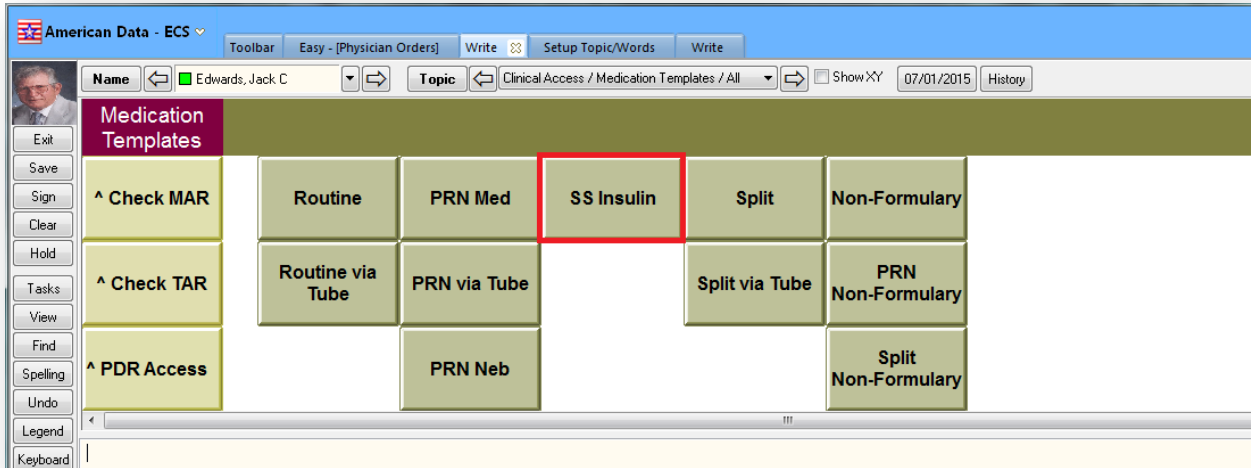 American Data - ECS
Toolbar Easy - [Physician Orders] Write Setup Topic/Words Write
Name Edwards, Jack C Topic Clinical Access / Medication Templates / All Show XY 07/01/2015 History
Medication
Templates
Exit
Save
Sign
Clear
Hold
Tasks
View
Find
Spelling
Undo
Legend
Keyboard
^ Check MAR Routine PRN Med SS Insulin Split Non-Formulary
^ Check TAR Routine via Tube PRN via Tube Split via Tube PRN Non-Formulary
^ PDR Access PRN Neb Split Non-Formulary